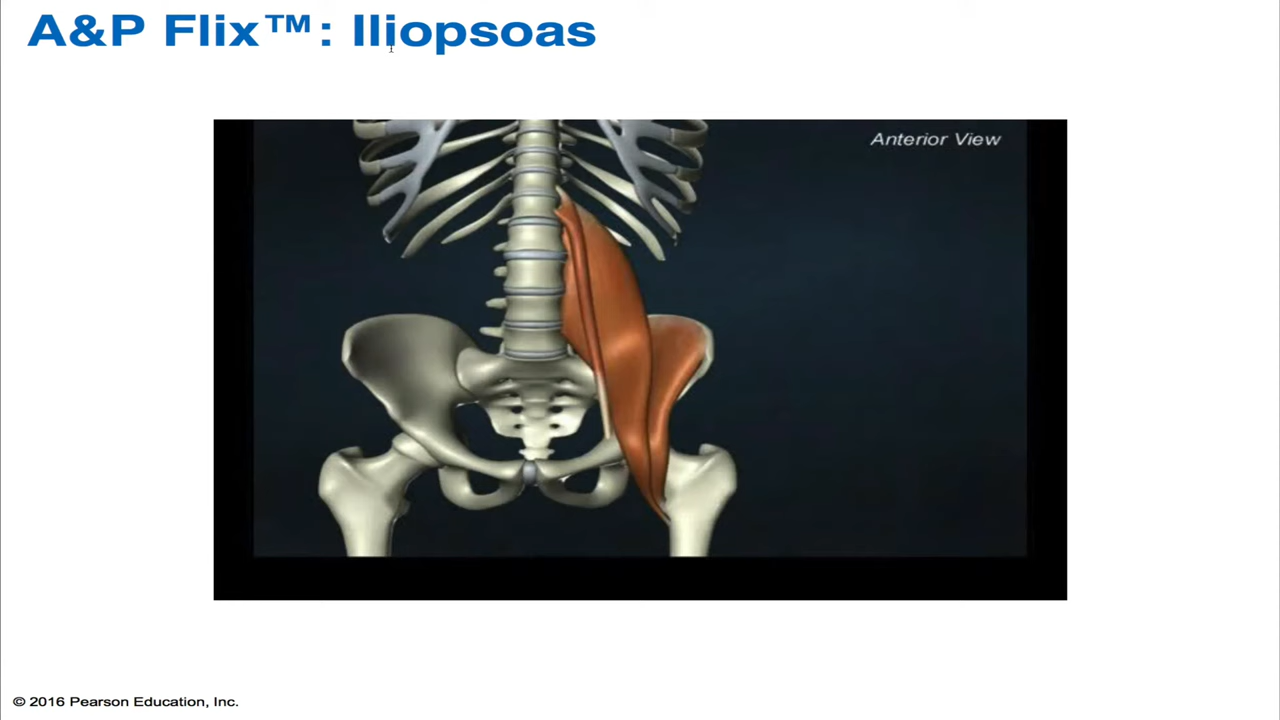 A&P Flix™: Iliopsoas
Anterior View
© 2016 Pearson Education, Inc.